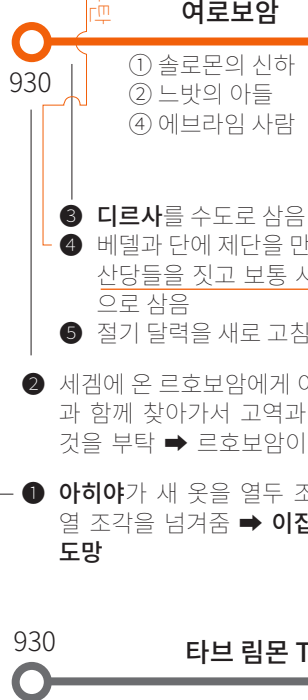 단
여로보암
930
① 솔로몬의 신하
② 느밧의 아들
④ 에브라임 사람
❸ 디르사를 수도로 삼음
❹ 베델과 단에 제단을 만
산당들을 짓고 보통 사
으로 삼음
❺ 절기 달력을 새로 고침
❷ 세겜에 온 르호보암에게 이
과 함께 찾아가서 고역과
것을 부탁 ➡ 르호보암이
❶ 아히야가 새 옷을 열두 조
열 조각을 넘겨줌 ➡ 이집
도망
930
타브 림몬 T